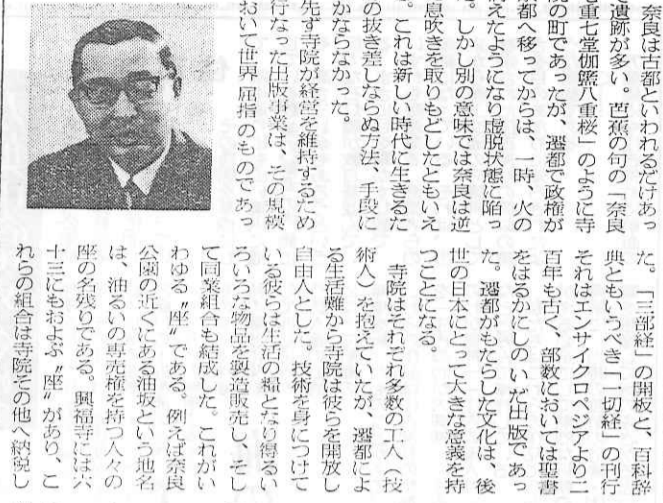 奈良は古都といわれるだけあっ
て遺跡が多い。芭蕉の句の「奈良
七重七堂伽藍八重桜」のように寺
院の町であったが、遷都で政権が
京都へ移ってからは、一時、火の
消えたようになり虚脱状態に陥っ
た。しかし別の意味では奈良は逆
息吹きを取りもどしたともいえ
。これは新しい時代に生きるた
の抜き差しならぬ方法、手段に
かならなかった。
先ず寺院が経営を維持するため
行なった出版事業は、その規模
おいて世界屈指のものであっ
た。「三部経」の開板と、百科辞
典ともいうべき「一切経」の刊行
それはエンサイクロペジアより二
百年も古く、部数においては聖書
をはるかにしのいだ出版であっ
た。遷都がもたらした文化は、後
世の日本にとって大きな意義を持
つことになる。
寺院はそれぞれ多数の工人（技
術人）を抱えていたが、遷都によ
る生活難から寺院は彼らを開放し
自由人とした。技術を身につけて
いる彼らは生活の糧となり得るい
ろいろな物品を製造販売し、そし
て同業組合も結成した。これがい
わゆる〝座〟である。例えば奈良
公園の近くにある油坂という地名
は、油るいの専売権を持つ人々の
座の名残りである。興福寺には六
十三にもおよぶ〝座〟があり、こ
れらの組合は寺院その他へ納税し